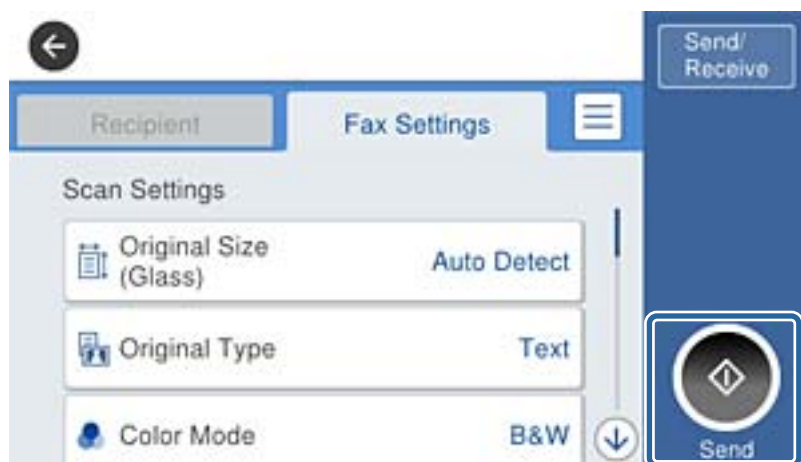 Send/
Receive
Recipient
Fax Settings
Scan Settings
Original Size
(Glass)
Auto Detect
Original Type
Text
Color Mode
B&W
Send